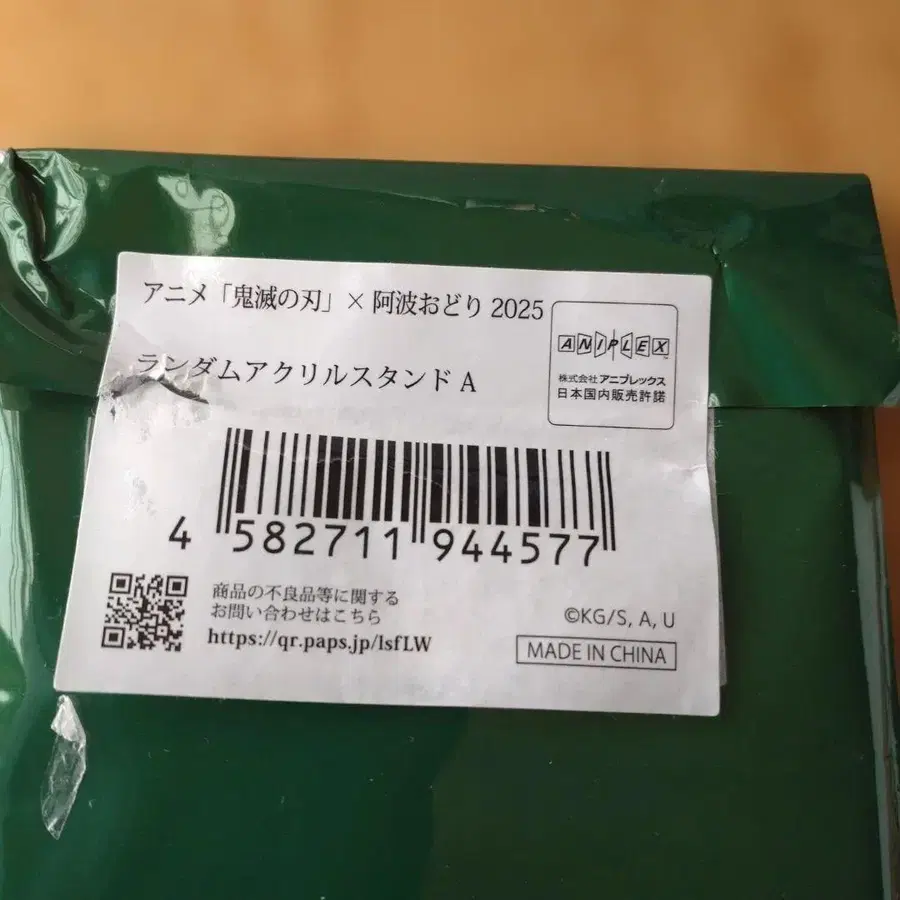 アニメ「鬼滅の刃」× 阿波おどり 2025
ランダムアクリルスタンド A
ANIPLEX
株式会社 アニプレックス
日本国内販売許諾
4 582711 944577
商品の不良品等に関する
お問い合わせはこちら
https://qr.paps.jp/lsfLW
©KG/S, A, U
MADE IN CHINA